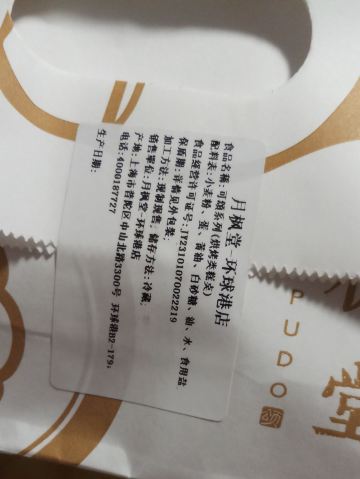 月枫堂-环球港店
食品名称:可颂系列(烘烤类糕类)
配料表:小麦粉、蛋、黄油、白砂糖、油、水、食用盐
食品经营许可证号:JY23101070022219
保质期:详情见外包装.
加工方法:现制现售;储存方法:冷藏;
销售单位:月枫堂-环球港店
产地:上海市普陀区中山北路3300号 环球港B2-179;
电话:4000187727
生产日期:
PUDO
堂